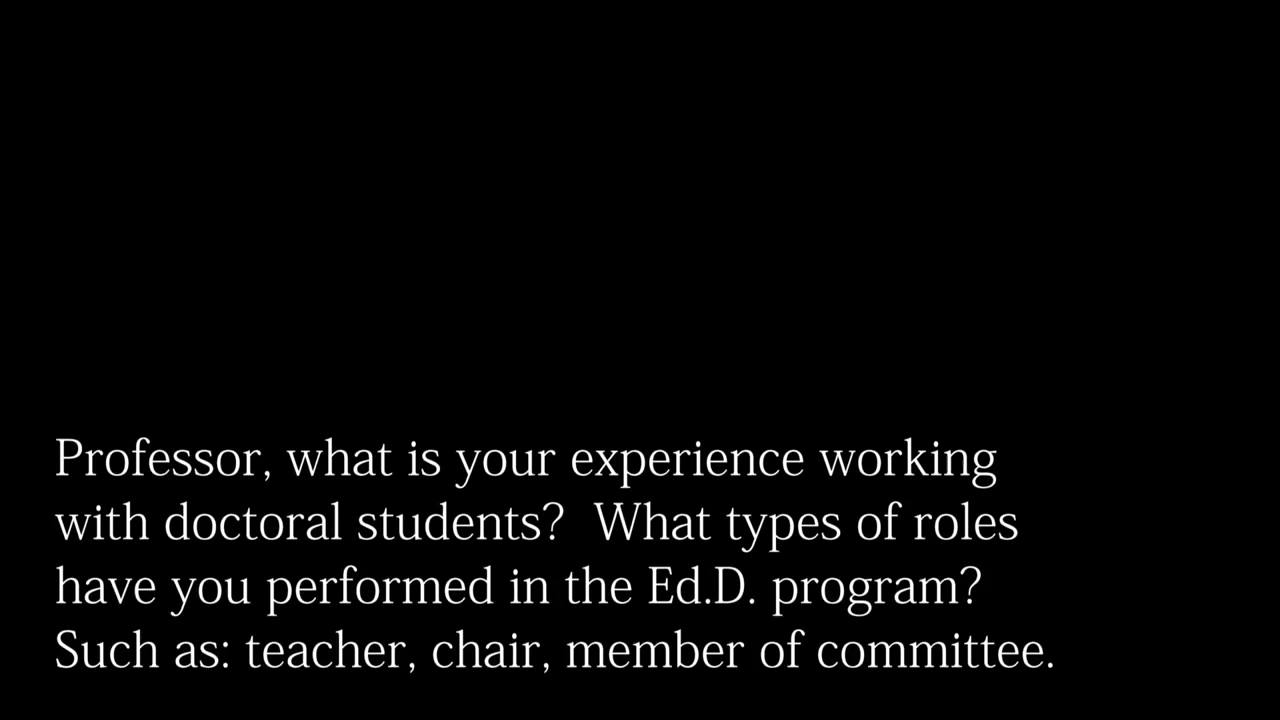 Professor, what is your experience working
with doctoral students?  What types of roles
have you performed in the Ed.D. program?
Such as: teacher, chair, member of committee.